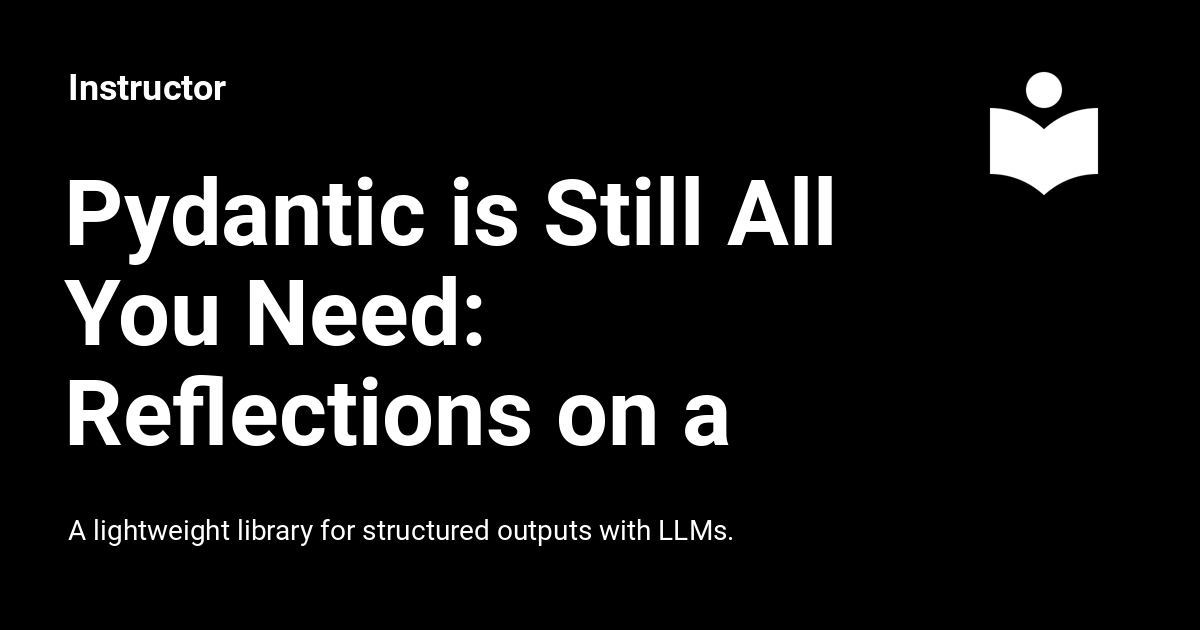 Instructor
Pydantic is Still All
You Need:
Reflections on a
A lightweight library for structured outputs with LLMs.